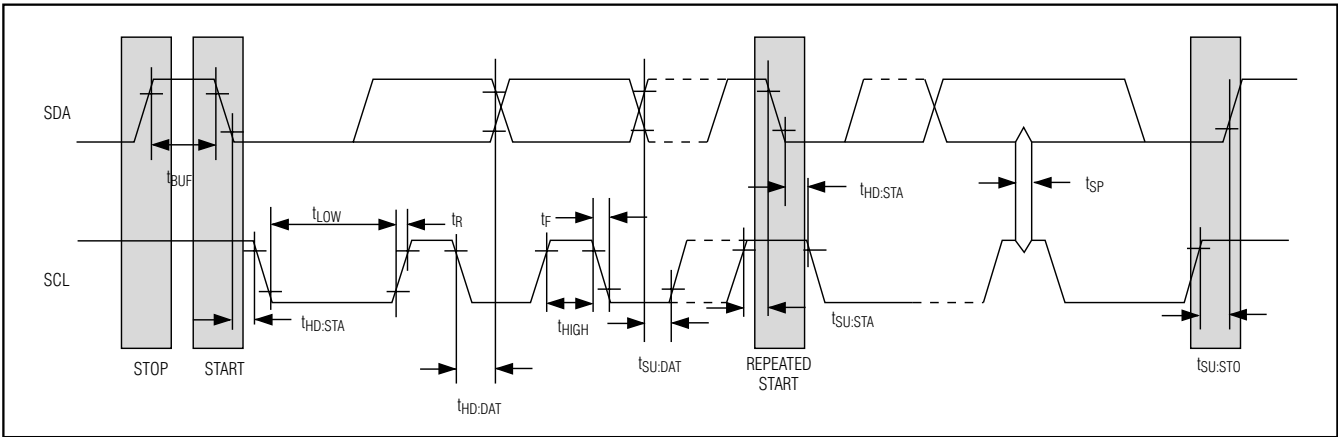 SDA
tBUF
tHD:STA
tSP
tLOW
tR
tF
SCL
tHD:STA
tHIGH
tSU:STA
tSU:DAT
tSU:STO
STOP
START
REPEATED
START
tHD:DAT